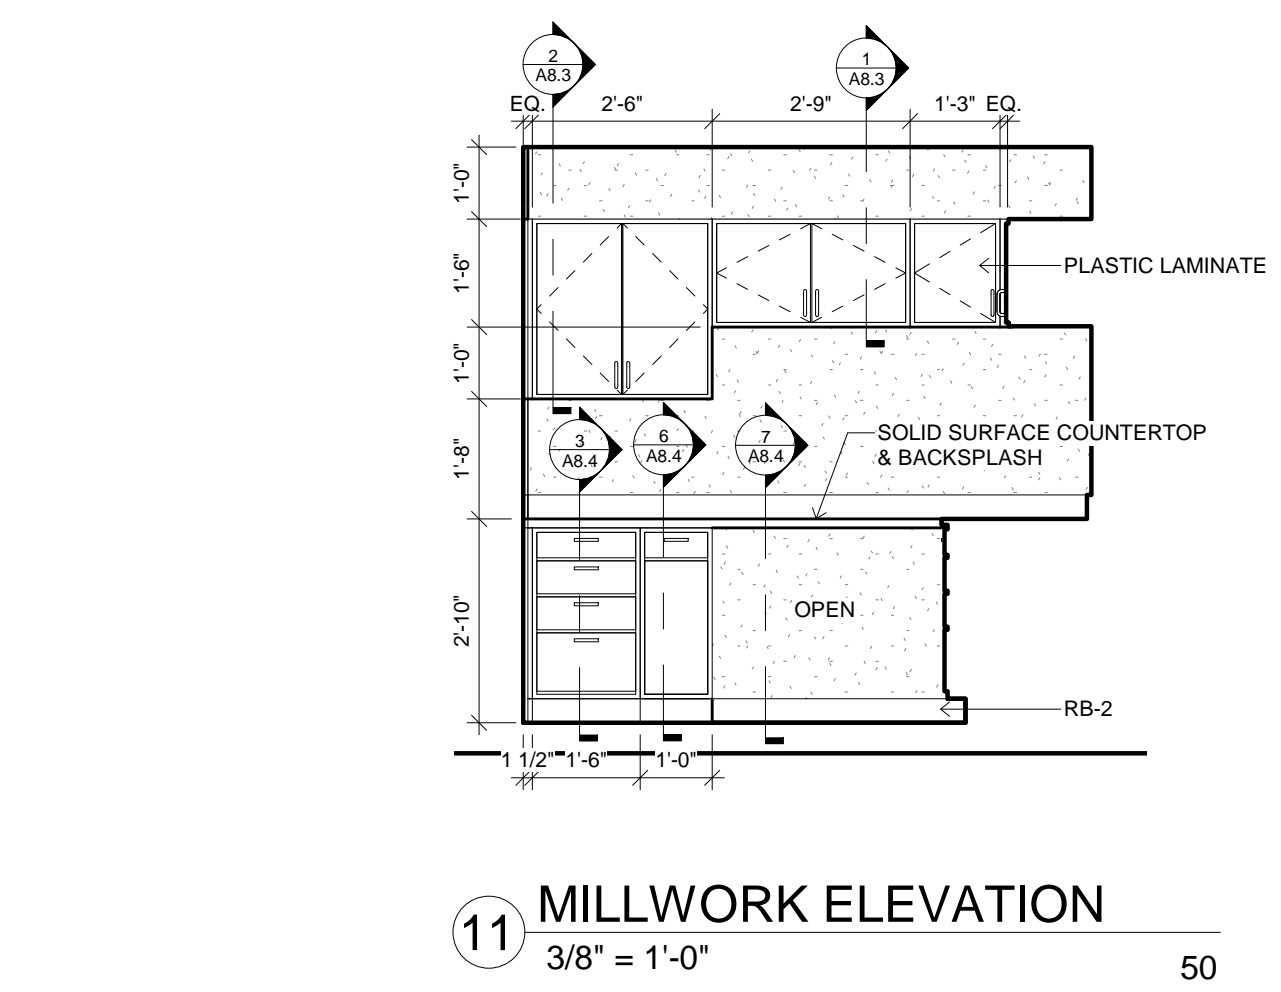 2
A8.3
1
A8.3
EQ. 2'-6" 2'-9" 1'-3" EQ.
1'-0"
1'-6"
PLASTIC LAMINATE
1'-0"
1'-8"
3
A8.4
6
A8.4
7
A8.4
SOLID SURFACE COUNTERTOP
& BACKSPLASH
2'-10"
OPEN
RB-2
1 1/2" 1'-6" 1'-0"
11 MILLWORK ELEVATION
3/8" = 1'-0"
50